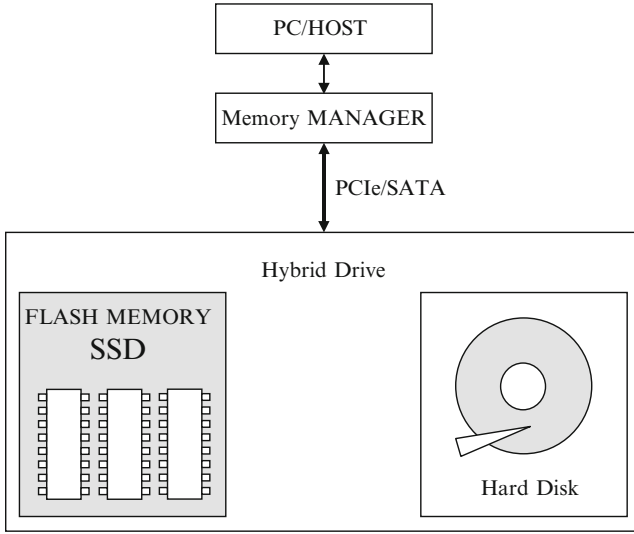 PC/HOST
Memory MANAGER
PCIe/SATA
Hybrid Drive
FLASH MEMORY
SSD
Hard Disk